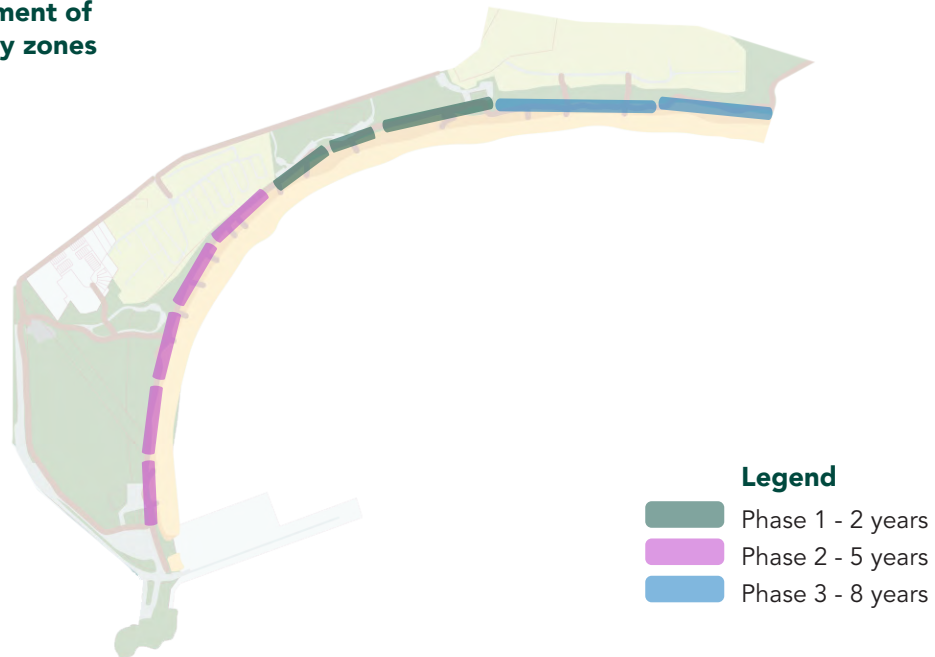 ment of
y zones
Legend
Phase 1 - 2 years
Phase 2 - 5 years
Phase 3 - 8 years